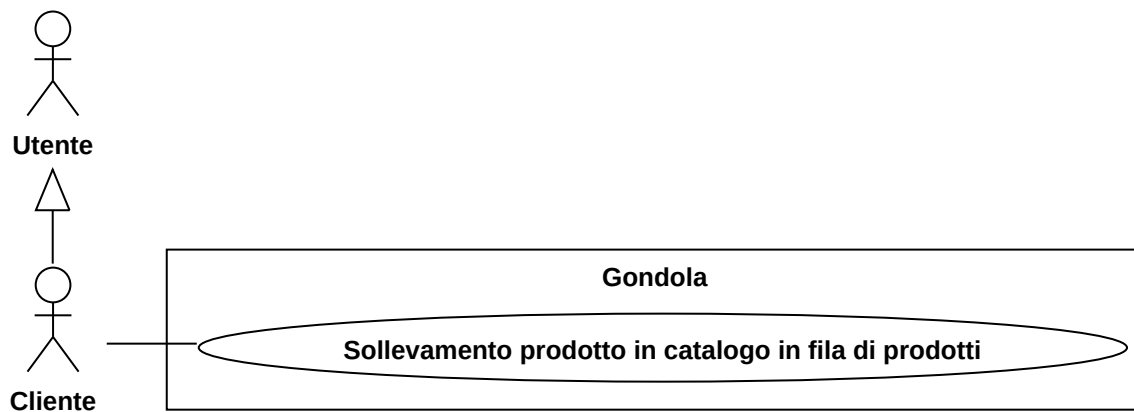 Utente
Gondola
Sollevamento prodotto in catalogo in fila di prodotti
Cliente